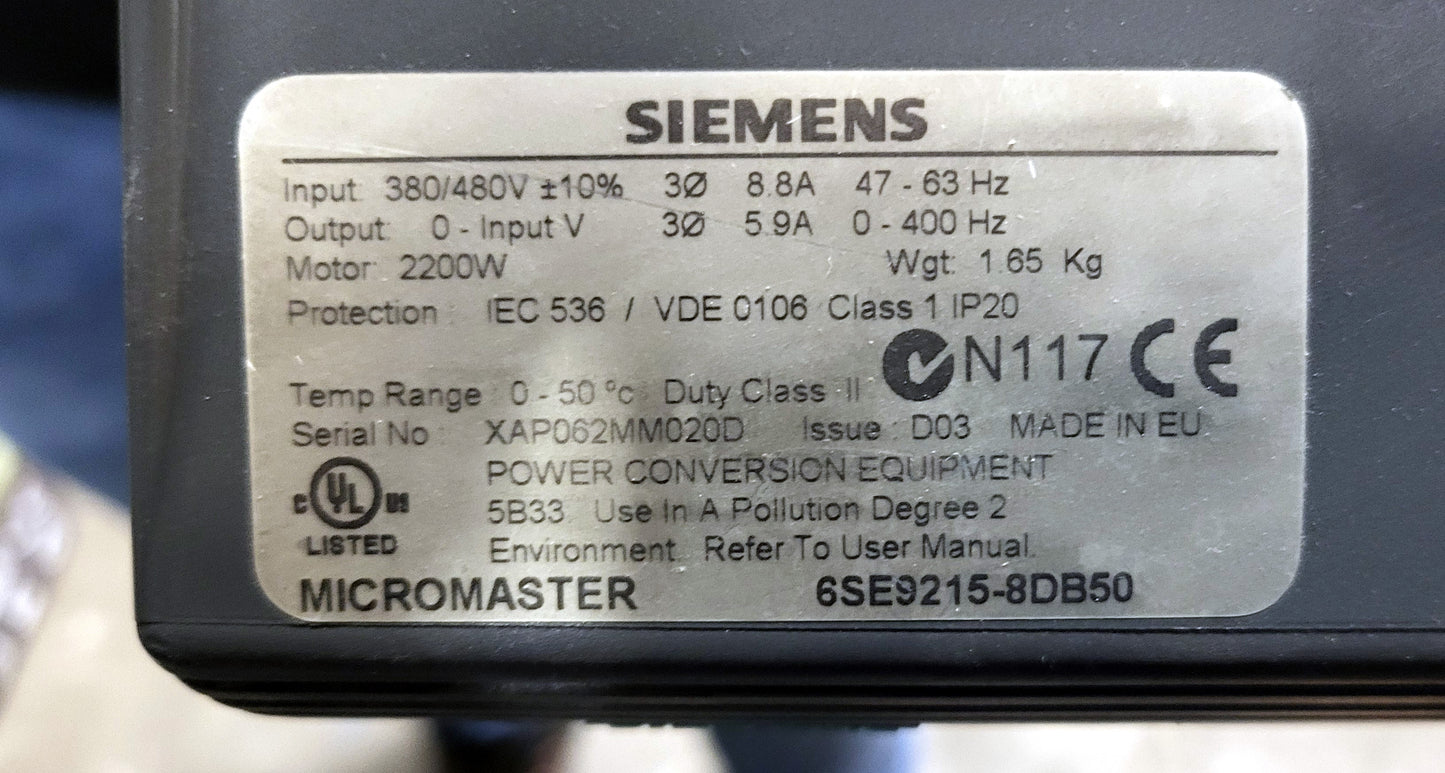 SIEMENS
Input: 380/480V ±10% 3Ø 8.8A 47 - 63 Hz
Output: 0 - Input V 3Ø 5.9A 0 - 400 Hz
Motor: 2200W Wgt: 1.65 Kg
Protection : IEC 536 / VDE 0106 Class 1 IP20
N117 CE
Temp Range : 0 - 50 ºc Duty Class : II
Serial No : XAP062MM020D Issue : D03 MADE IN EU
POWER CONVERSION EQUIPMENT
c UL us 5B33. Use In A Pollution Degree 2
LISTED Environment. Refer To User Manual.
MICROMASTER 6SE9215-8DB50